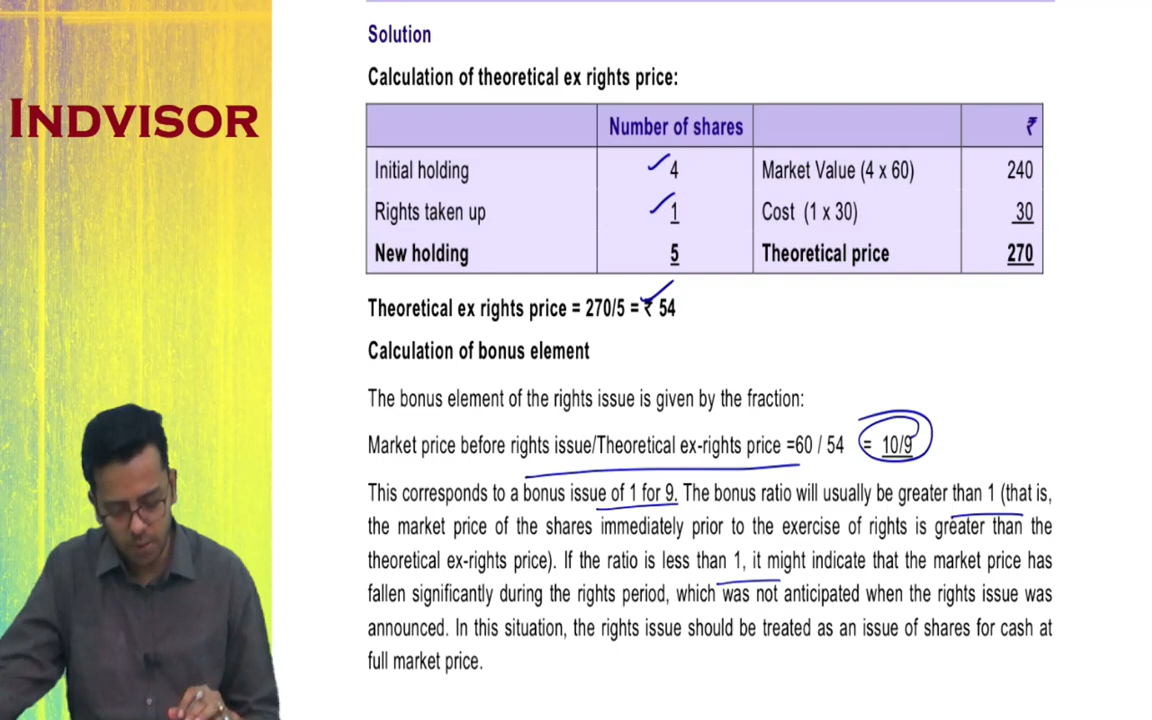 INDVISOR
Solution
Calculation of theoretical ex rights price:
Number of shares ₹
Initial holding 4 Market Value (4 x 60) 240
Rights taken up 1 Cost (1 x 30) 30
New holding 5 Theoretical price 270
Theoretical ex rights price = 270/5 = ₹ 54
Calculation of bonus element
The bonus element of the rights issue is given by the fraction:
Market price before rights issue/Theoretical ex-rights price =60 / 54 = 10/9
This corresponds to a bonus issue of 1 for 9. The bonus ratio will usually be greater than 1 (that is,
the market price of the shares immediately prior to the exercise of rights is greater than the
theoretical ex-rights price). If the ratio is less than 1, it might indicate that the market price has
fallen significantly during the rights period, which was not anticipated when the rights issue was
announced. In this situation, the rights issue should be treated as an issue of shares for cash at
full market price.